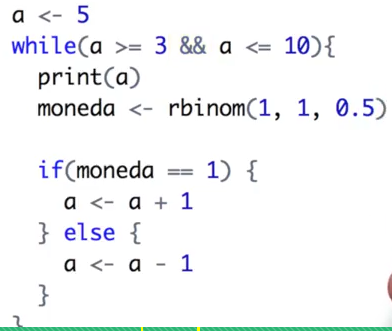 a <- 5
while(a >= 3 && a <= 10){
  print(a)
  moneda <- rbinom(1, 1, 0.5)

  if(moneda == 1) {
    a <- a + 1
  } else {
    a <- a - 1
  }
}